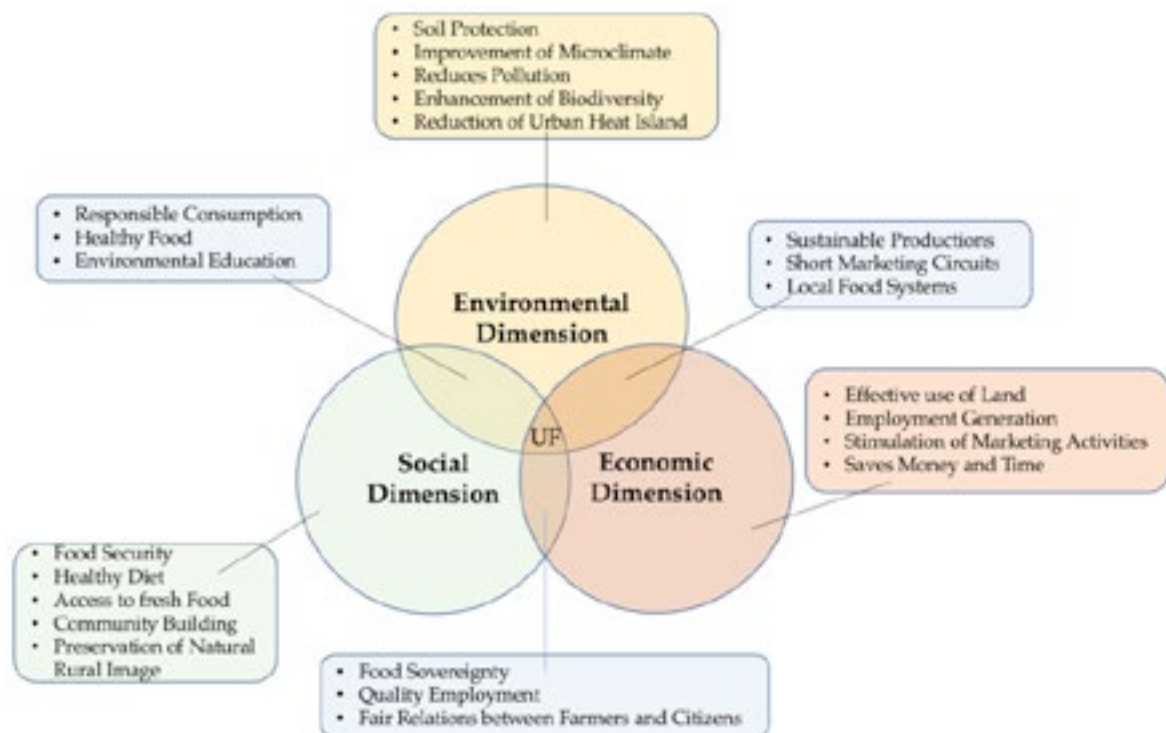 • Soil Protection
• Improvement of Microclimate
• Reduces Pollution
• Enhancement of Biodiversity
• Reduction of Urban Heat Island
• Responsible Consumption
• Healthy Food
• Environmental Education
• Sustainable Productions
• Short Marketing Circuits
• Local Food Systems
Environmental
Dimension
• Effective use of Land
• Employment Generation
• Stimulation of Marketing Activities
• Saves Money and Time
UF
Social
Dimension
Economic
Dimension
• Food Security
• Healthy Diet
• Access to fresh Food
• Community Building
• Preservation of Natural
Rural Image
• Food Sovereignty
• Quality Employment
• Fair Relations between Farmers and Citizens